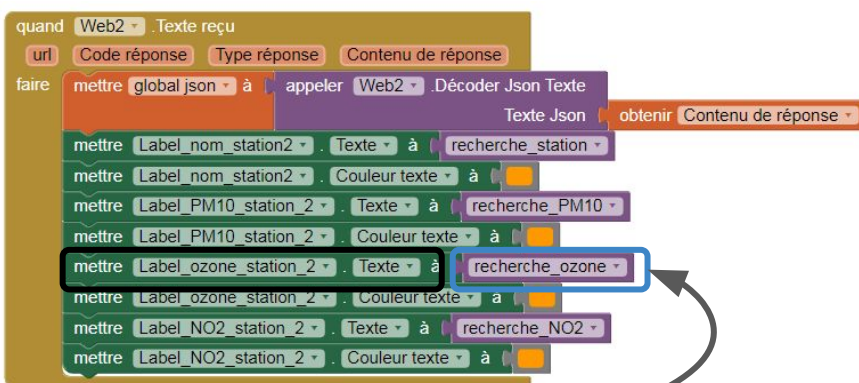 quand Web2 .Texte reçu
url Code réponse Type réponse Contenu de réponse
faire mettre global json à appeler Web2 .Décoder Json Texte
Texte Json obtenir Contenu de réponse
mettre Label_nom_station2 . Texte à recherche_station
mettre Label_nom_station2 . Couleur texte à
mettre Label_PM10_station_2 . Texte à recherche_PM10
mettre Label_PM10_station_2 . Couleur texte à
mettre Label_ozone_station_2 . Texte à recherche_ozone
mettre Label_ozone_station_2 . Couleur texte à
mettre Label_NO2_station_2 . Texte à recherche_NO2
mettre Label_NO2_station_2 . Couleur texte à